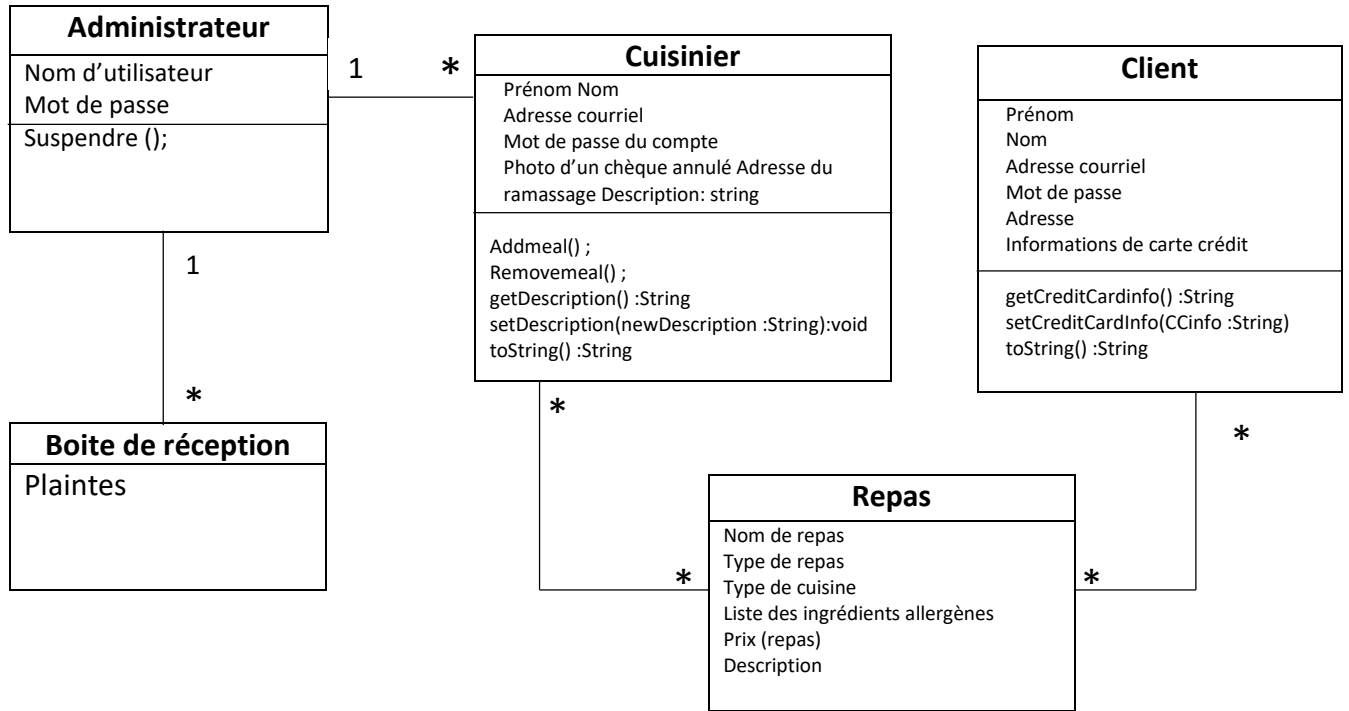 Administrateur
Nom d’utilisateur
Mot de passe
Suspendre ();
1
*
1
*
Boite de réception
Plaintes
Cuisinier
Prénom Nom
Adresse courriel
Mot de passe du compte
Photo d’un chèque annulé Adresse du
ramassage Description: string
Addmeal() ;
Removemeal() ;
getDescription() :String
setDescription(newDescription :String):void
toString() :String
*
*
Client
Prénom
Nom
Adresse courriel
Mot de passe
Adresse
Informations de carte crédit
getCreditCardinfo() :String
setCreditCardInfo(CCinfo :String)
toString() :String
*
*
Repas
Nom de repas
Type de repas
Type de cuisine
Liste des ingrédients allergènes
Prix (repas)
Description